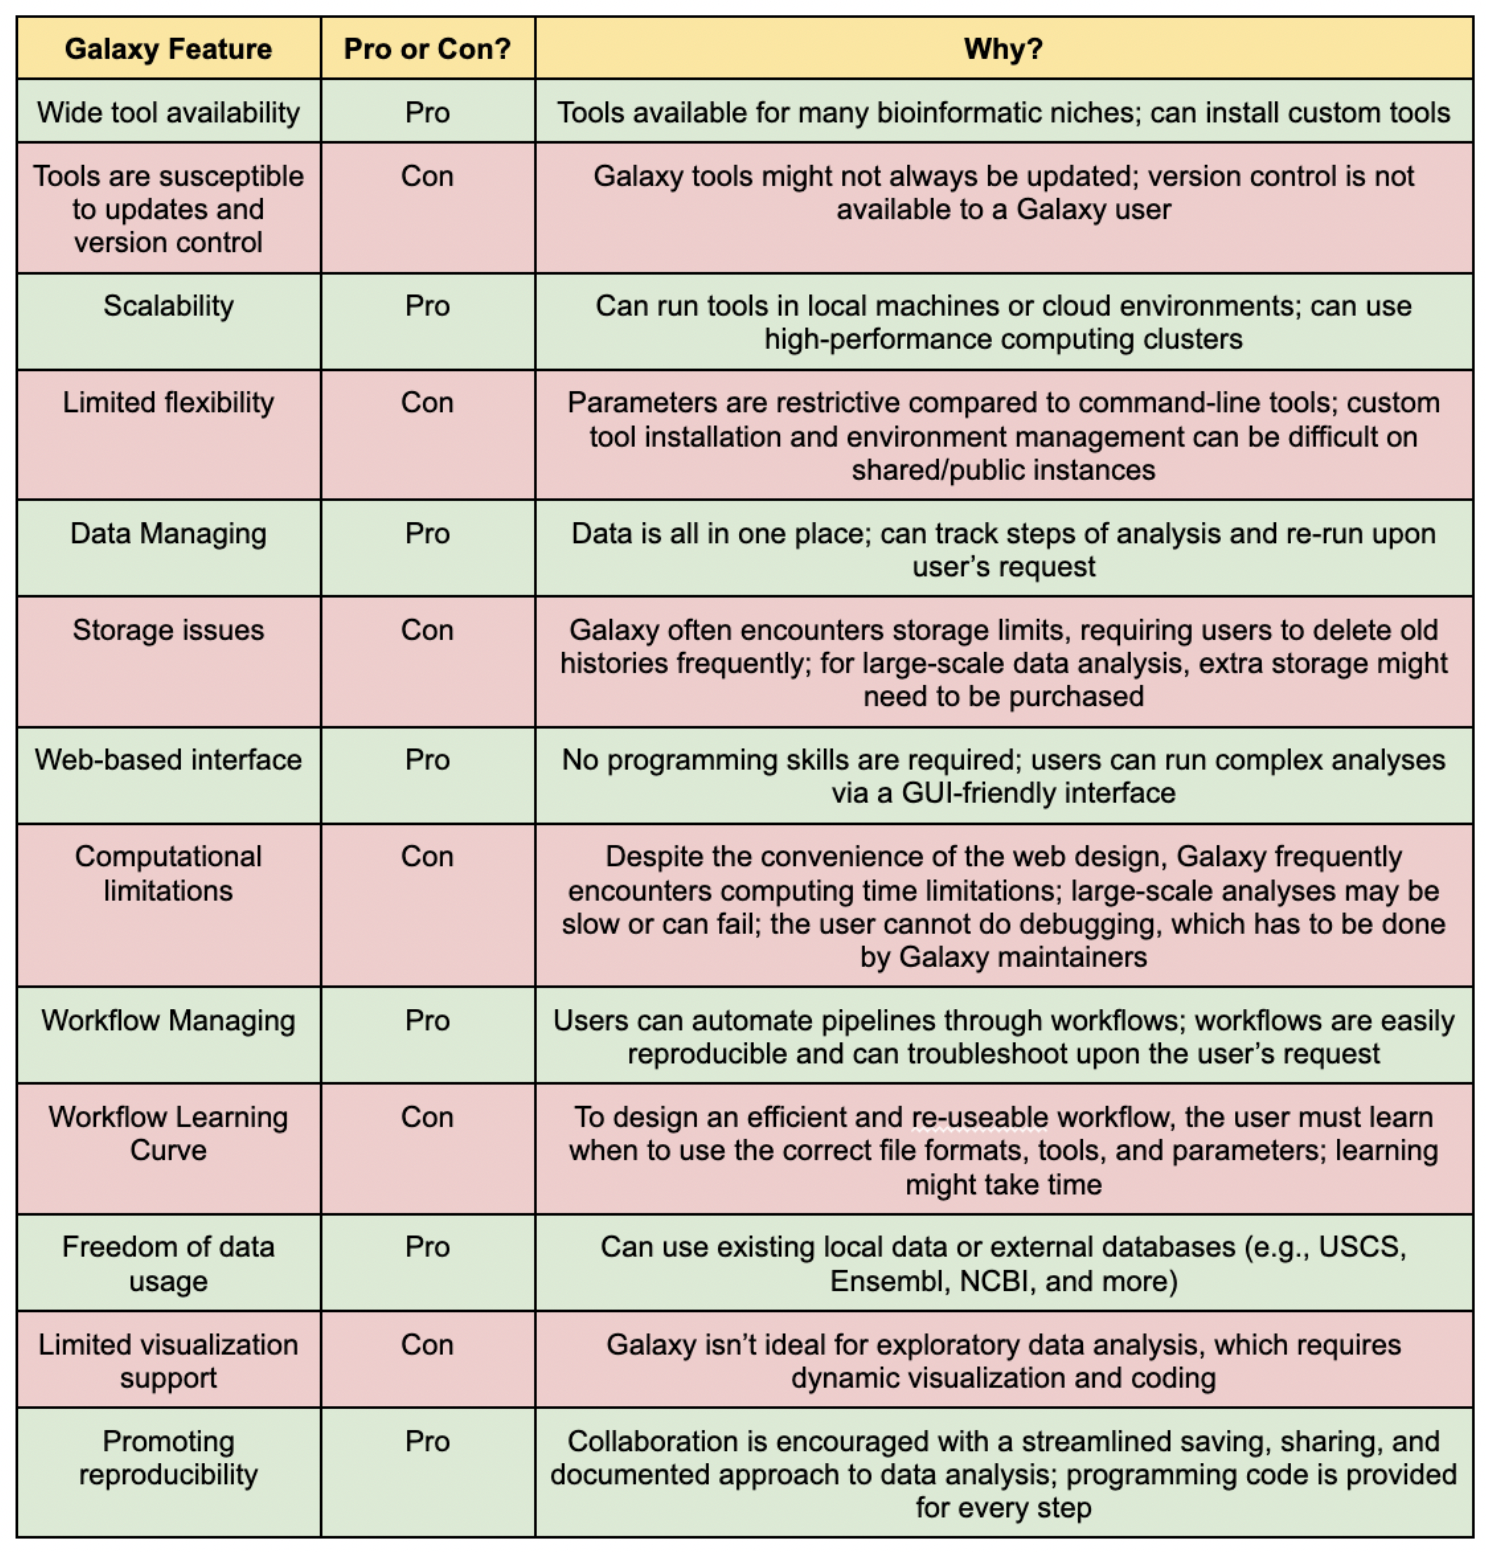 Galaxy Feature
Pro or Con?
Why?
Wide tool availability
Pro
Tools available for many bioinformatic niches; can install custom tools
Tools are susceptible
to updates and
version control
Con
Galaxy tools might not always be updated; version control is not
available to a Galaxy user
Scalability
Pro
Can run tools in local machines or cloud environments; can use
high-performance computing clusters
Limited flexibility
Con
Parameters are restrictive compared to command-line tools; custom
tool installation and environment management can be difficult on
shared/public instances
Data Managing
Pro
Data is all in one place; can track steps of analysis and re-run upon
user’s request
Storage issues
Con
Galaxy often encounters storage limits, requiring users to delete old
histories frequently; for large-scale data analysis, extra storage might
need to be purchased
Web-based interface
Pro
No programming skills are required; users can run complex analyses
via a GUI-friendly interface
Computational
limitations
Con
Despite the convenience of the web design, Galaxy frequently
encounters computing time limitations; large-scale analyses may be
slow or can fail; the user cannot do debugging, which has to be done
by Galaxy maintainers
Workflow Managing
Pro
Users can automate pipelines through workflows; workflows are easily
reproducible and can troubleshoot upon the user’s request
Workflow Learning
Curve
Con
To design an efficient and re-useable workflow, the user must learn
when to use the correct file formats, tools, and parameters; learning
might take time
Freedom of data
usage
Pro
Can use existing local data or external databases (e.g., USCS,
Ensembl, NCBI, and more)
Limited visualization
support
Con
Galaxy isn’t ideal for exploratory data analysis, which requires
dynamic visualization and coding
Promoting
reproducibility
Pro
Collaboration is encouraged with a streamlined saving, sharing, and
documented approach to data analysis; programming code is provided
for every step